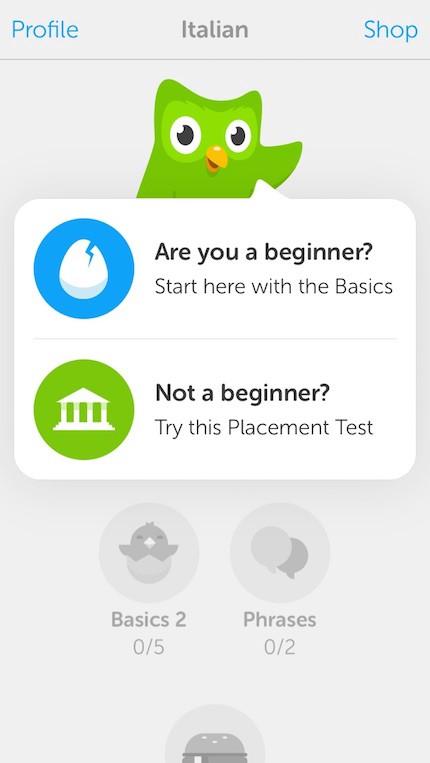 Profile
Italian
Shop
Are you a beginner?
Start here with the Basics
Not a beginner?
Try this Placement Test
Basics 2
0/5
Phrases
0/2